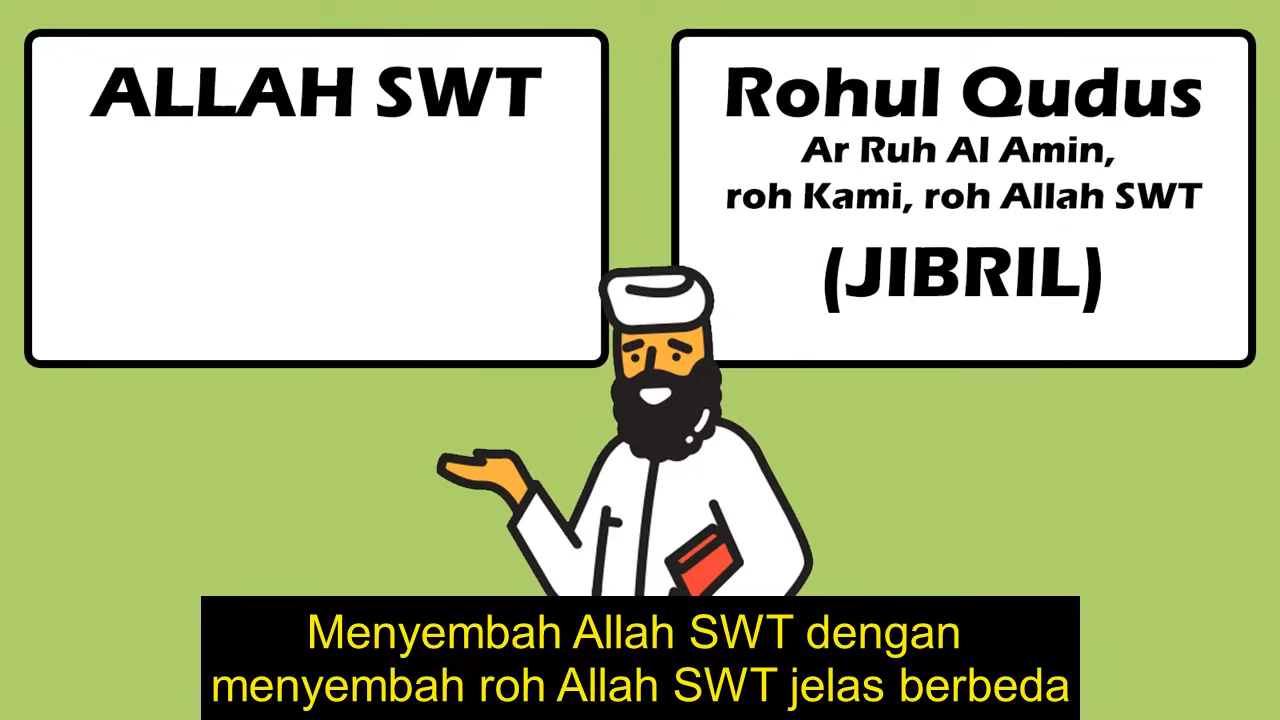 ALLAH SWT
Rohul Qudus
Ar Ruh Al Amin,
roh Kami, roh Allah SWT
(JIBRIL)
Menyembah Allah SWT dengan
menyembah roh Allah SWT jelas berbeda